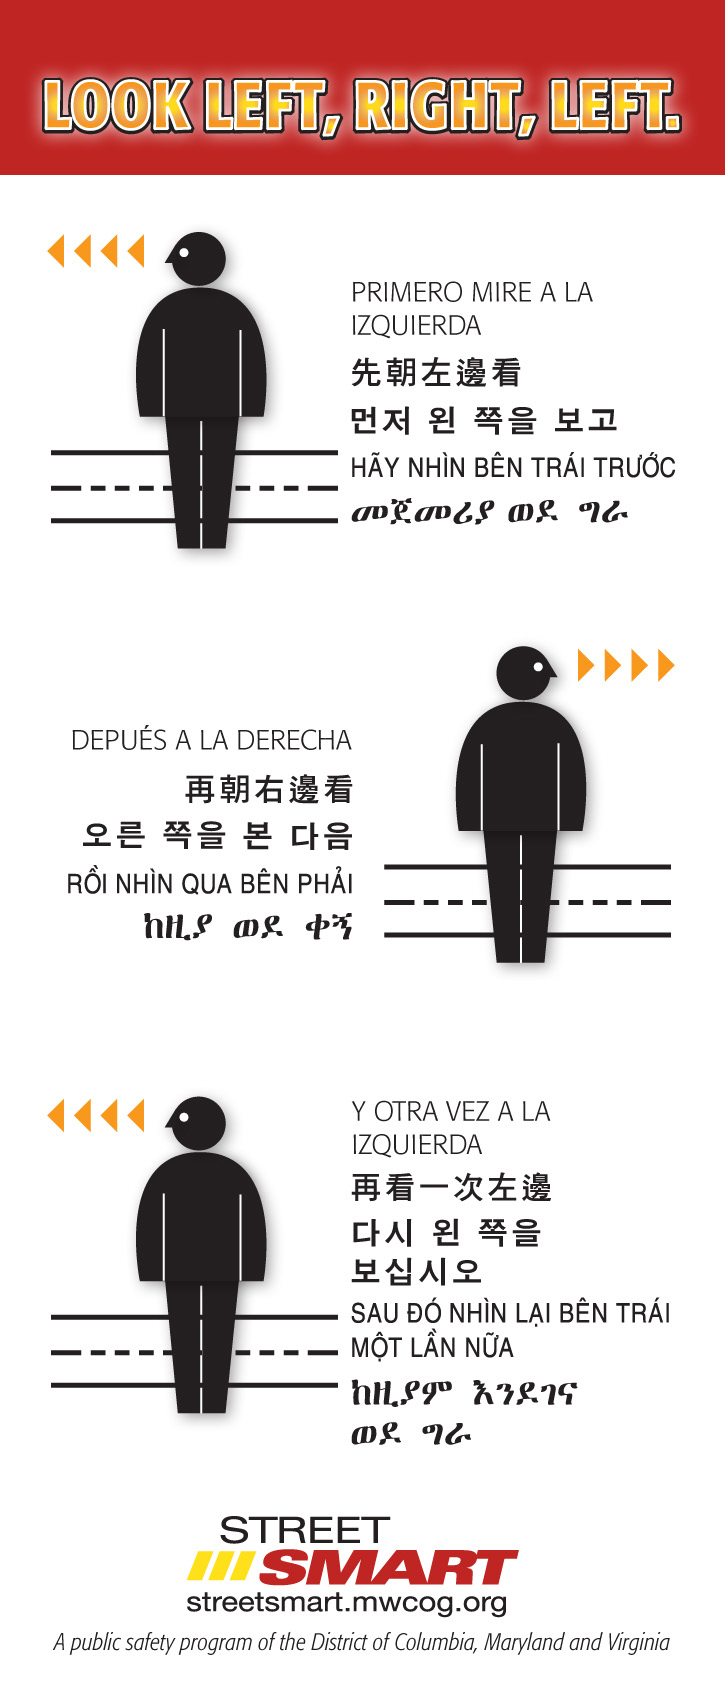 LOOK LEFT, RIGHT, LEFT.
PRIMERO MIRE A LA
IZQUIERDA
先朝左邊看
먼저 왼 쪽을 보고
HÃY NHÌN BÊN TRÁI TRƯỚC
መጀመሪያ ወደ ግራ
DEPUÉS A LA DERECHA
再朝右邊看
오른 쪽을 본 다음
RỒI NHÌN QUA BÊN PHẢI
ከዚያ ወደ ቀኝ
Y OTRA VEZ A LA
IZQUIERDA
再看一次左邊
다시 왼 쪽을
보십시오
SAU ĐÓ NHÌN LẠI BÊN TRÁI
MỘT LẦN NỮA
ከዚያም እንደገና
ወደ ግራ
STREET
SMART
streetsmart.mwcog.org
A public safety program of the District of Columbia, Maryland and Virginia